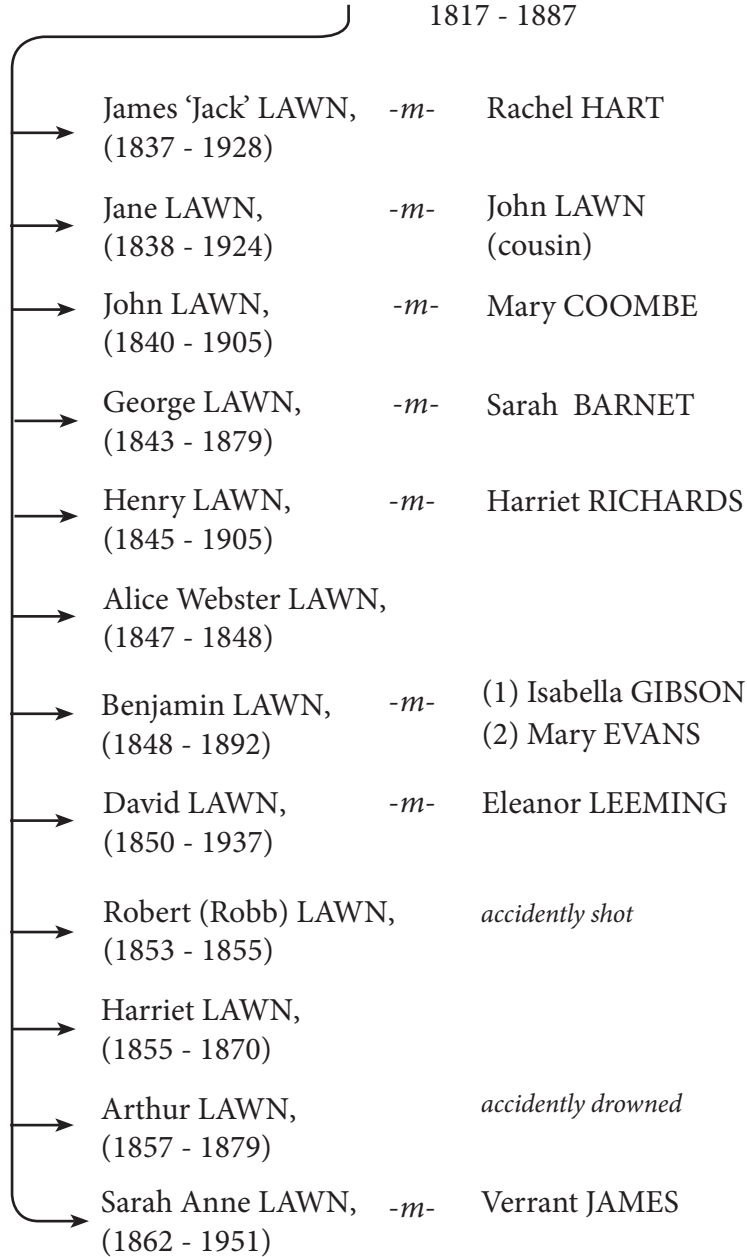 1817 - 1887
James ‘Jack’ LAWN, -m- Rachel HART
(1837 - 1928)
Jane LAWN, -m- John LAWN
(1838 - 1924) (cousin)
John LAWN, -m- Mary COOMBE
(1840 - 1905)
George LAWN, -m- Sarah BARNET
(1843 - 1879)
Henry LAWN, -m- Harriet RICHARDS
(1845 - 1905)
Alice Webster LAWN,
(1847 - 1848)
Benjamin LAWN, -m- (1) Isabella GIBSON
(1848 - 1892) (2) Mary EVANS
David LAWN, -m- Eleanor LEEMING
(1850 - 1937)
Robert (Robb) LAWN, accidently shot
(1853 - 1855)
Harriet LAWN,
(1855 - 1870)
Arthur LAWN, accidently drowned
(1857 - 1879)
Sarah Anne LAWN, -m- Verrant JAMES
(1862 - 1951)